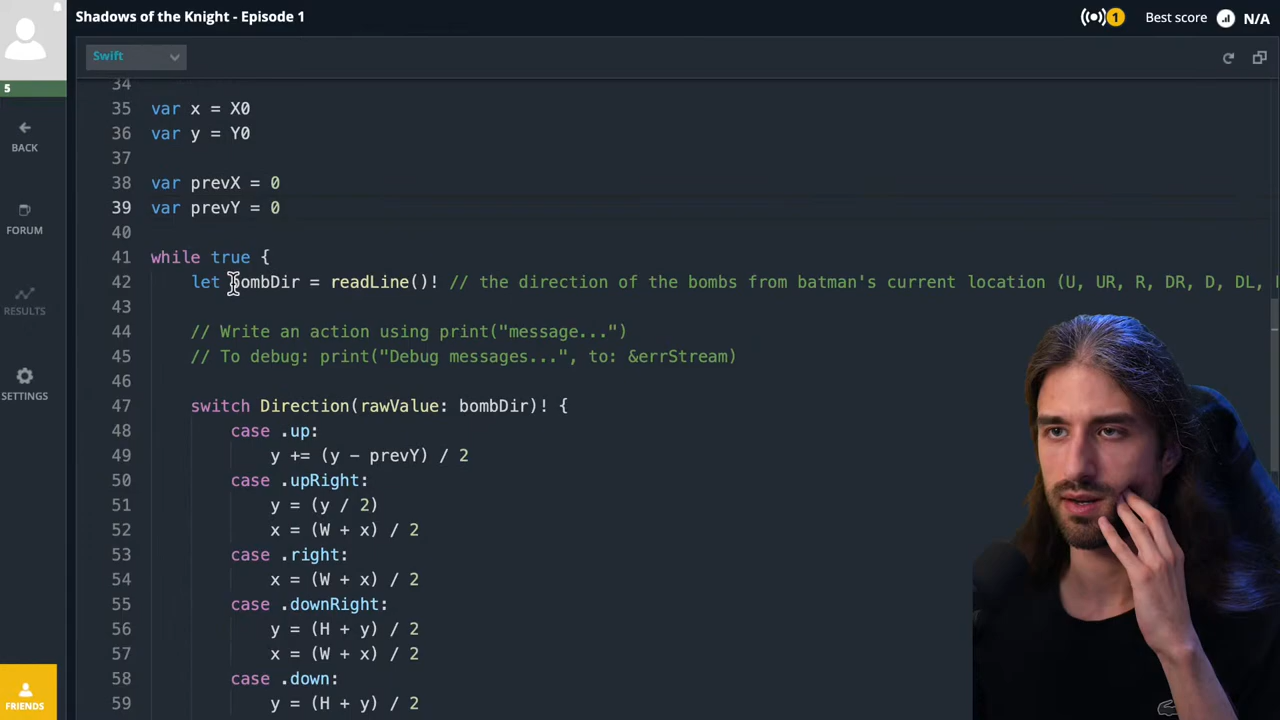 Shadows of the Knight - Episode 1
1
Best score
N/A
Swift
5
BACK
FORUM
RESULTS
SETTINGS
FRIENDS
34
35 var x = X0
36 var y = Y0
37
38 var prevX = 0
39 var prevY = 0
40
41 while true {
42 let bombDir = readLine()! // the direction of the bombs from batman's current location (U, UR, R, DR, D, DL,
43
44 // Write an action using print("message...")
45 // To debug: print("Debug messages...", to: &errStream)
46
47 switch Direction(rawValue: bombDir)! {
48 case .up:
49 y += (y - prevY) / 2
50 case .upRight:
51 y = (y / 2)
52 x = (W + x) / 2
53 case .right:
54 x = (W + x) / 2
55 case .downRight:
56 y = (H + y) / 2
57 x = (W + x) / 2
58 case .down:
59 y = (H + y) / 2